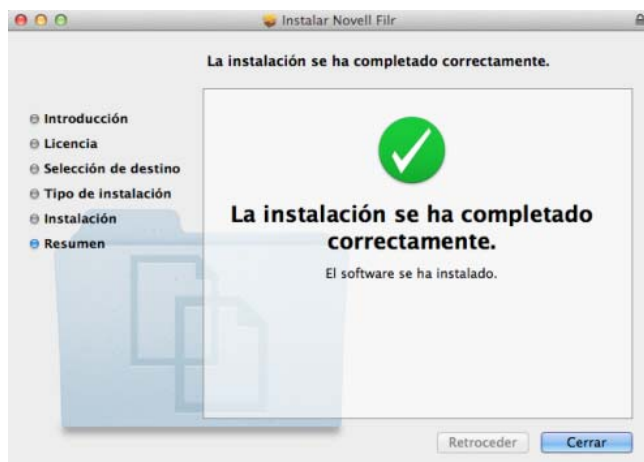 Instalar Novell Filr
La instalación se ha completado correctamente.
Introducción
Licencia
Selección de destino
Tipo de instalación
Instalación
Resumen
La instalación se ha completado
correctamente.
El software se ha instalado.
Retroceder
Cerrar